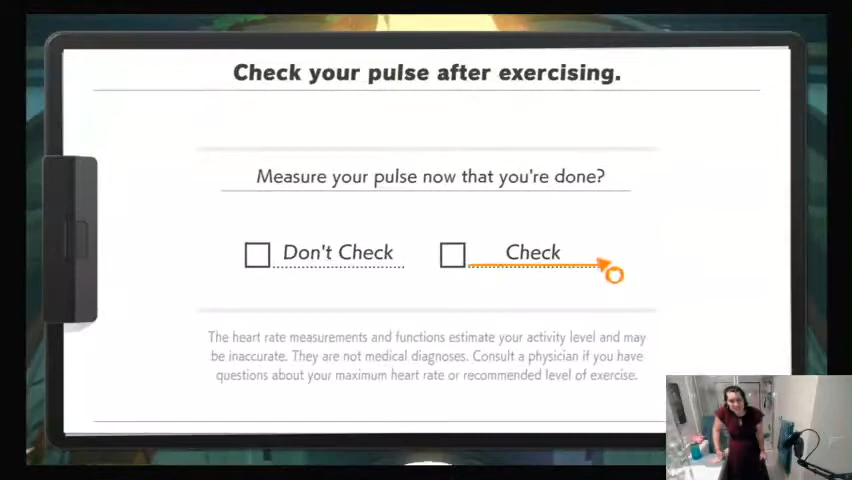 Check your pulse after exercising.
Measure your pulse now that you're done?
Don't Check
Check
The heart rate measurements and functions estimate your activity level and may
be inaccurate. They are not medical diagnoses. Consult a physician if you have
questions about your maximum heart rate or recommended level of exercise.